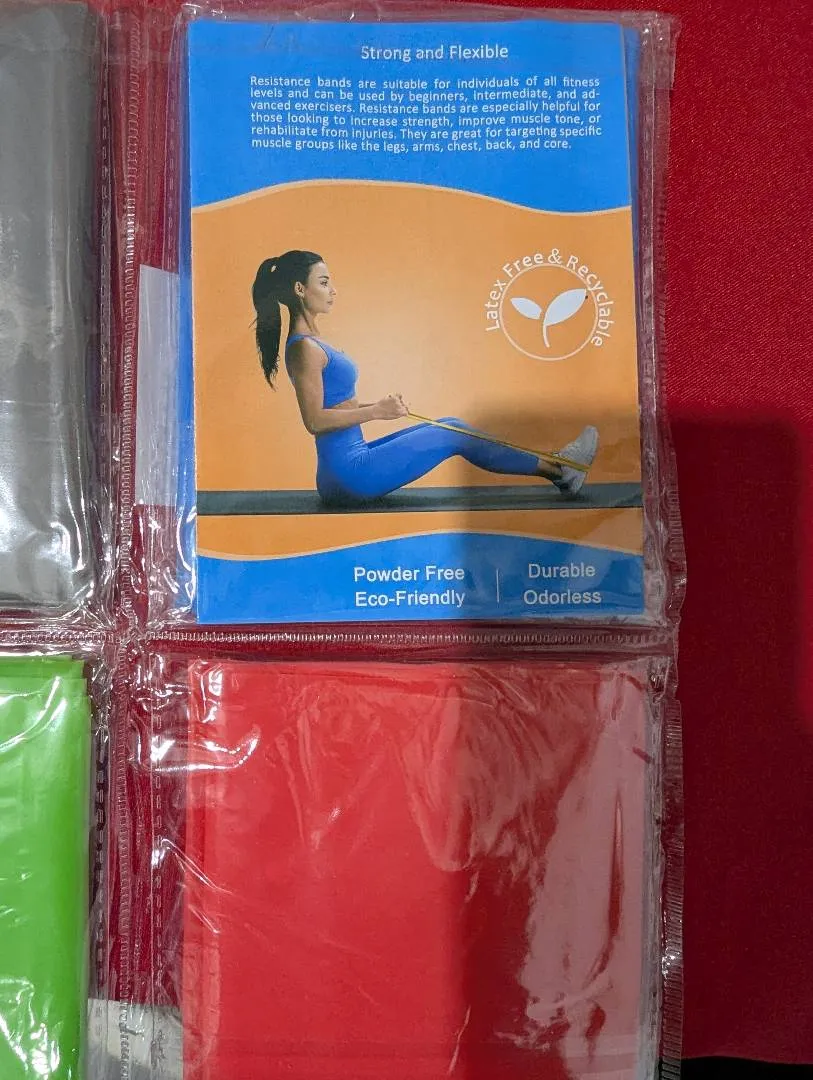 Strong and Flexible
Resistance bands are suitable for individuals of all fitness
levels and can be used by beginners, intermediate, and ad-
vanced exercisers. Resistance bands are especially helpful for
those looking to increase strength, improve muscle tone, or
rehabilitate from injuries. They are great for targeting specific
muscle groups like the legs, arms, chest, back, and core.
Latex Free & Recyclable
Powder Free
Eco-Friendly
Durable
Odorless